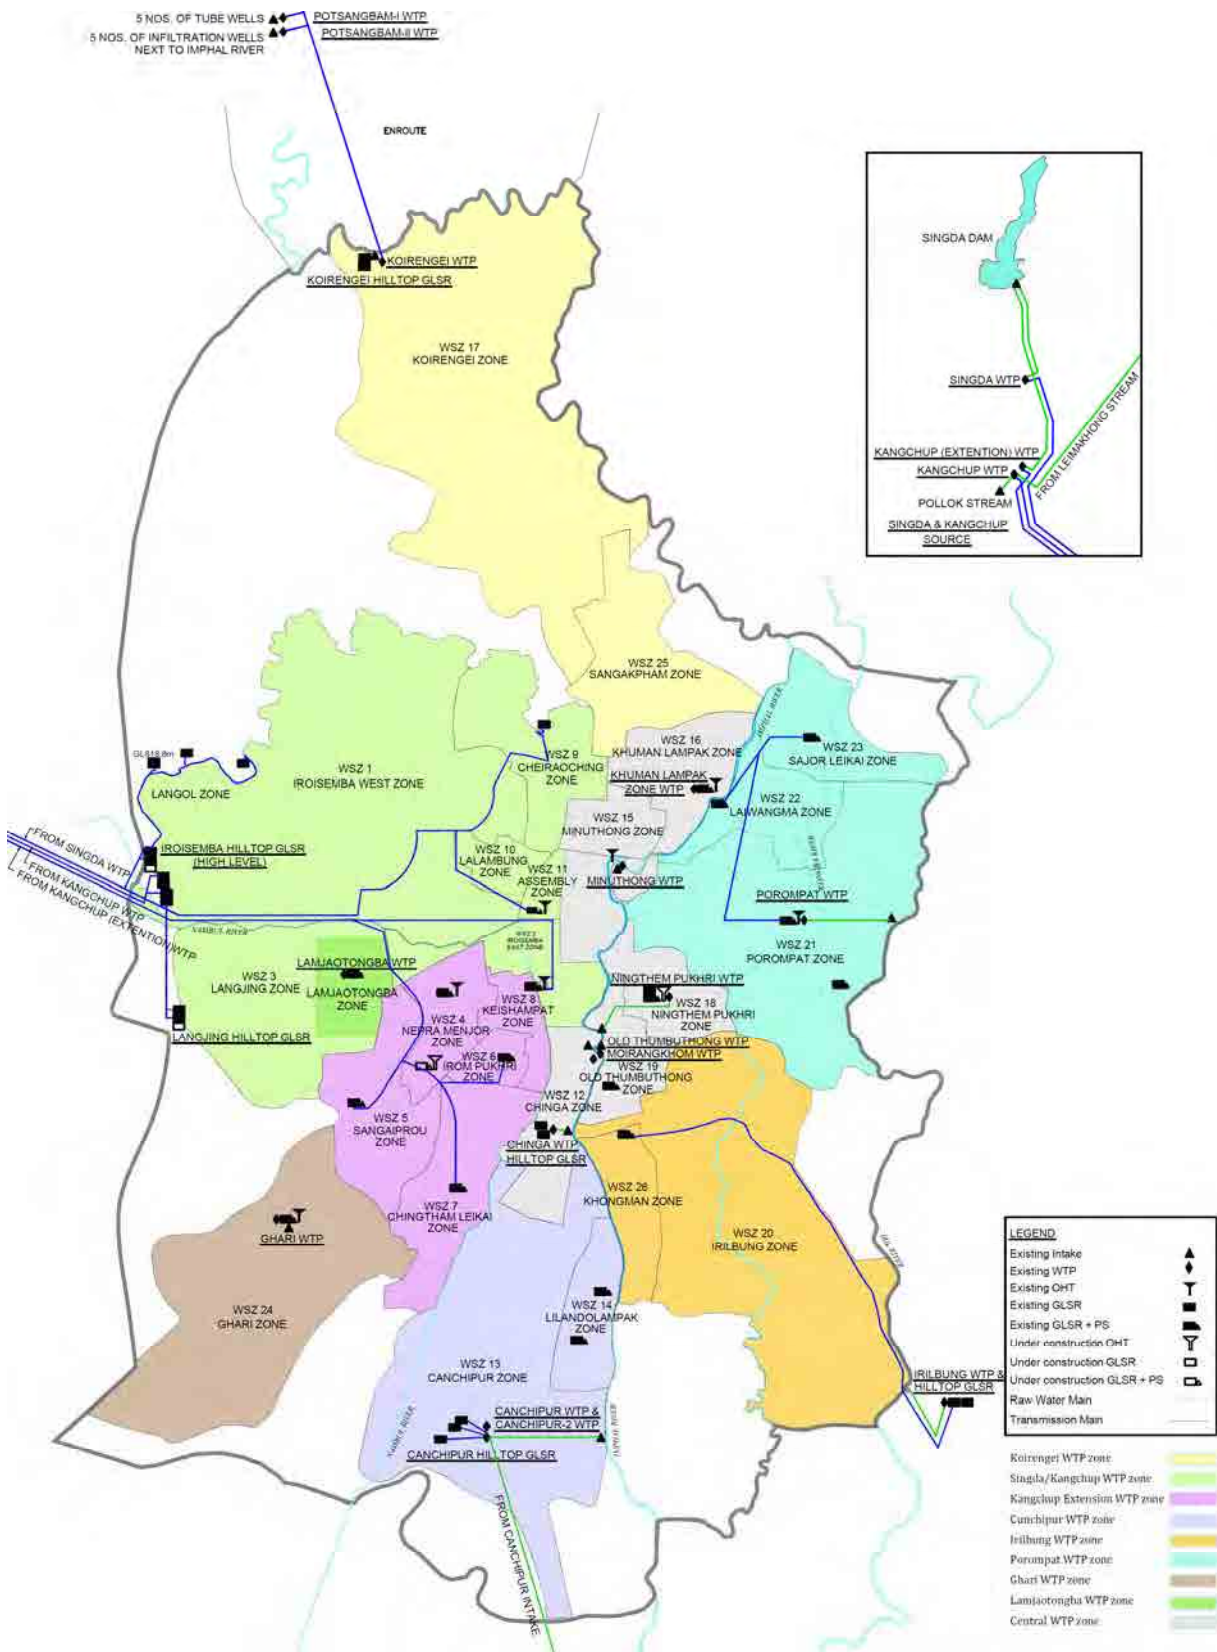 5 NOS. OF TUBE WELLS
POTSANGBAM-I WTP
5 NOS. OF INFILTRATION WELLS
NEXT TO IMPHAL RIVER
POTSANGBAM-II WTP
ENROUTE
KOIRENGEI WTP
KOIRENGEI HILLTOP GLSR
WSZ 17
KOIRENGEI ZONE
SINGDA DAM
SINGDA WTP
KANGCHUP (EXTENTION) WTP
KANGCHUP WTP
FROM LEIMAKHONG STREAM
POLLOK STREAM
SINGDA & KANGCHUP
SOURCE
WSZ 25
SANGAKPHAM ZONE
IMPHAL RIVER
WSZ 16
KHUMAN LAMPAK ZONE
KHUMAN LAMPAK
ZONE WTP
WSZ 23
SAJOR LEIKAI ZONE
WSZ 9
CHEIRAOCHING
ZONE
WSZ 1
IROISEMBA WEST ZONE
LANGOL ZONE
WSZ 22
LAIWANGMA ZONE
WSZ 15
MINUTHONG ZONE
FROM SINGDA WTP
FROM KANGCHUP WTP
FROM KANGCHUP (EXTENTION)WTP
IROISEMBA HILLTOP GLSR
(HIGH LEVEL)
WSZ 10
LALAMBUNG
ZONE
WSZ 11
ASSEMBLY
ZONE
MINUTHONG WTP
POROMPAT WTP
NAMBUL RIVER
WSZ 2
IROISEMBA
EAST ZONE
WSZ 21
POROMPAT ZONE
WSZ 3
LANGJING ZONE
LAMJAOTONGBA WTP
LAMJAOTONGBA
ZONE
LANGJING HILLTOP GLSR
WSZ 8
KEISHAMPAT
ZONE
NINGTHEM PUKHRI WTP
WSZ 18
NINGTHEM PUKHRI
ZONE
WSZ 4
NEPRA MENJOR
ZONE
OLD THUMBUTHONG WTP
MOIRANGKHOM WTP
WSZ 6
IROM PUKHRI
ZONE
WSZ 19
OLD THUMBUTHONG
ZONE
WSZ 12
CHINGA ZONE
WSZ 5
SANGAIPROU
ZONE
CHINGA WTP
HILLTOP GLSR
WSZ 26
KHONGMAN ZONE
WSZ 7
CHINGTHAM LEIKAI
ZONE
GHARI WTP
WSZ 20
IRILBUNG ZONE
WSZ 24
GHARI ZONE
WSZ 14
LILANDOLAMPAK
ZONE
WSZ 13
CANCHIPUR ZONE
IRILBUNG WTP &
HILLTOP GLSR
NAMBUL RIVER
CANCHIPUR WTP &
CANCHIPUR-2 WTP
CANCHIPUR HILLTOP GLSR
IMPHAL RIVER
FROM CANCHIPUR INTAKE
LEGEND
Existing Intake
Existing WTP
Existing OHT
Existing GLSR
Existing GLSR + PS
Under construction OHT
Under construction GLSR
Under construction GLSR + PS
Raw Water Main
Transmission Main
Koirengei WTP zone
Singda/Kangchup WTP zone
Kangchup Extension WTP zone
Canchipur WTP zone
Irilbung WTP zone
Porompat WTP zone
Ghari WTP zone
Lamjaotongba WTP zone
Central WTP zone